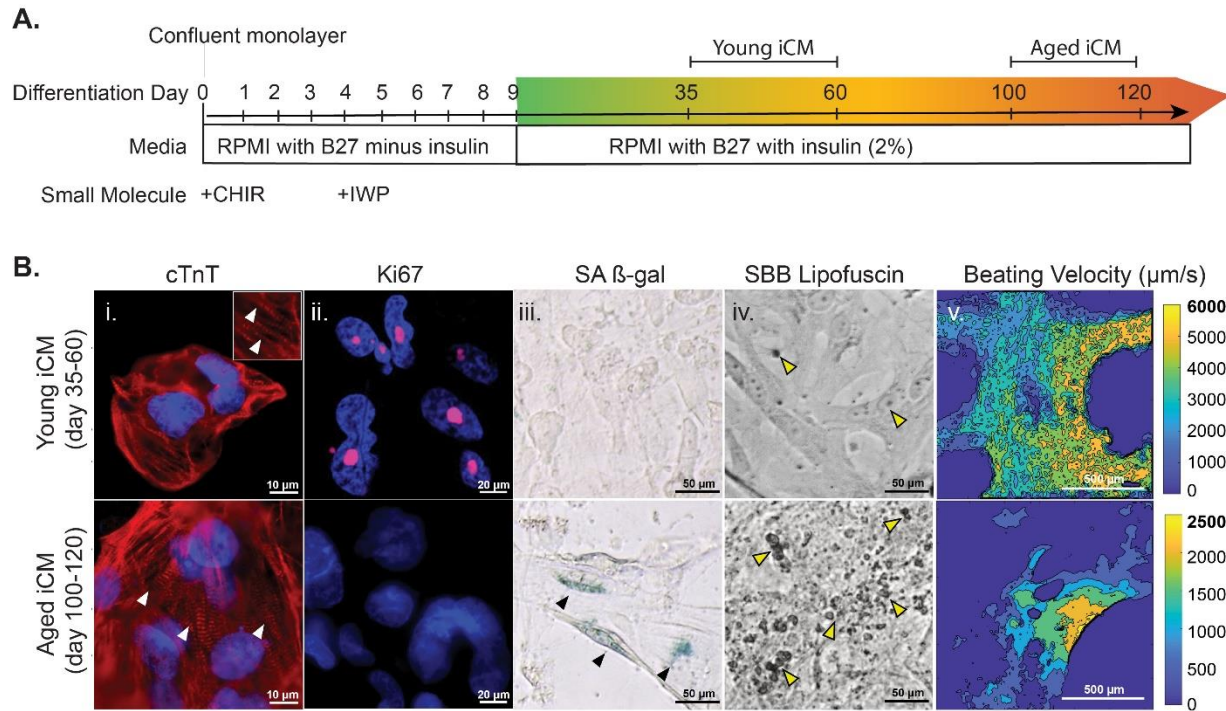 A.
Confluent monolayer
Young iCM
Aged iCM
Differentiation Day 0 1 2 3 4 5 6 7 8 9 35 60 100 120
Media RPMI with B27 minus insulin RPMI with B27 with insulin (2%)
Small Molecule +CHIR +IWP
B.
cTnT Ki67 SA ß-gal SBB Lipofuscin Beating Velocity (µm/s)
Young iCM
(day 35-60)
i. ii. iii. iv. v.
10 µm 20 µm 50 µm 50 µm 500 µm
6000
5000
4000
3000
2000
1000
0
Aged iCM
(day 100-120)
10 µm 20 µm 50 µm 50 µm 500 µm
2500
2000
1500
1000
500
0